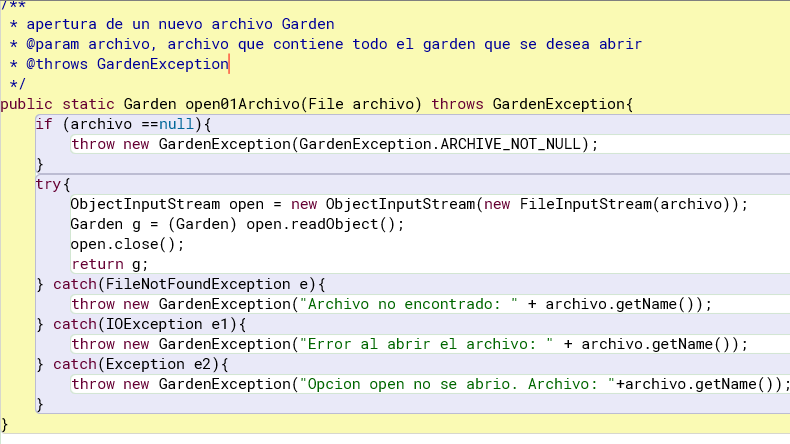 /**
 * apertura de un nuevo archivo Garden
 * @param archivo, archivo que contiene todo el garden que se desea abrir
 * @throws GardenException
 */
public static Garden open01Archivo(File archivo) throws GardenException{
    if (archivo ==null){
        throw new GardenException(GardenException.ARCHIVE_NOT_NULL);
    }
    try{
        ObjectInputStream open = new ObjectInputStream(new FileInputStream(archivo));
        Garden g = (Garden) open.readObject();
        open.close();
        return g;
    } catch(FileNotFoundException e){
        throw new GardenException("Archivo no encontrado: " + archivo.getName());
    } catch(IOException e1){
        throw new GardenException("Error al abrir el archivo: " + archivo.getName());
    } catch(Exception e2){
        throw new GardenException("Opcion open no se abrio. Archivo: "+archivo.getName());
    }
}